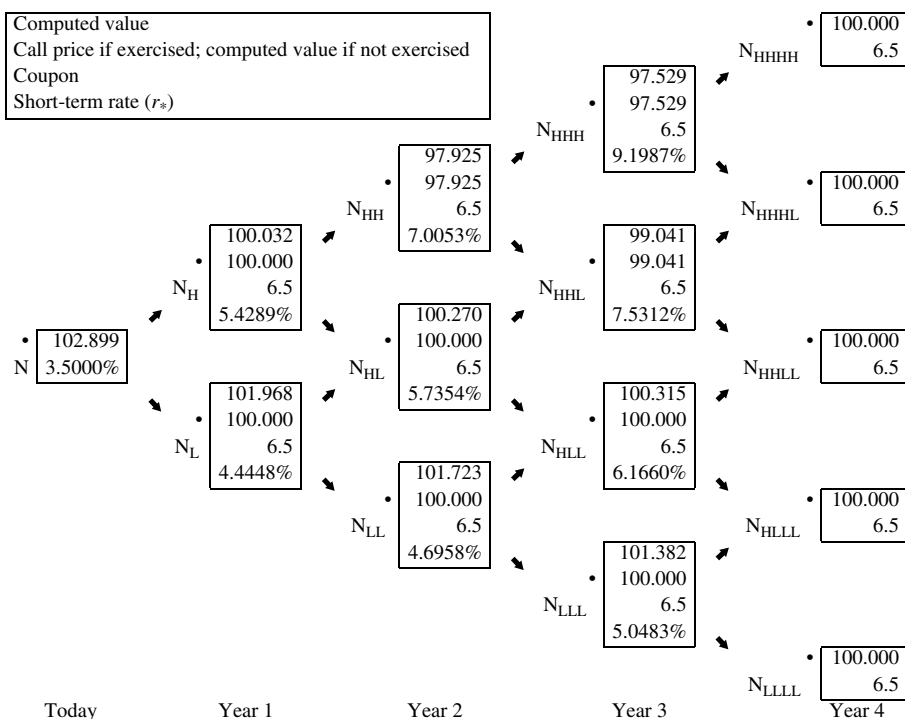 Computed value
Call price if exercised; computed value if not exercised
Coupon
Short-term rate (r*)
• 102.899
N 3.5000%
100.032
• 100.000
N_H 6.5
5.4289%
101.968
• 100.000
N_L 6.5
4.4448%
97.925
• 97.925
N_HH 6.5
7.0053%
100.270
• 100.000
N_HL 6.5
5.7354%
101.723
• 100.000
N_LL 6.5
4.6958%
97.529
• 97.529
N_HHH 6.5
9.1987%
99.041
• 99.041
N_HHL 6.5
7.5312%
100.315
• 100.000
N_HLL 6.5
6.1660%
101.382
• 100.000
N_LLL 6.5
5.0483%
• 100.000
N_HHHH 6.5
• 100.000
N_HHHL 6.5
• 100.000
N_HHLL 6.5
• 100.000
N_HLLL 6.5
• 100.000
N_LLLL 6.5
Today Year 1 Year 2 Year 3 Year 4